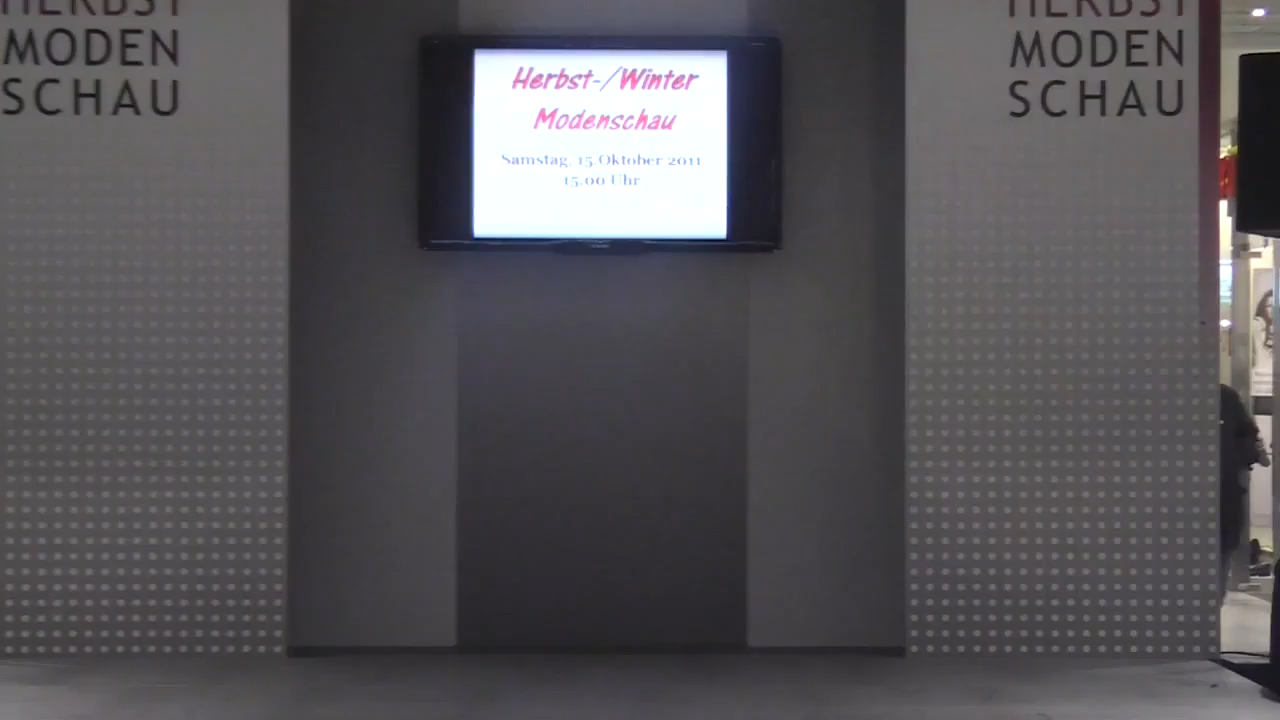 HERBST
MODEN
SCHAU
Herbst-/Winter
Modenschau
Samstag, 15.Oktober 2011
15.00 Uhr
HERBST
MODEN
SCHAU